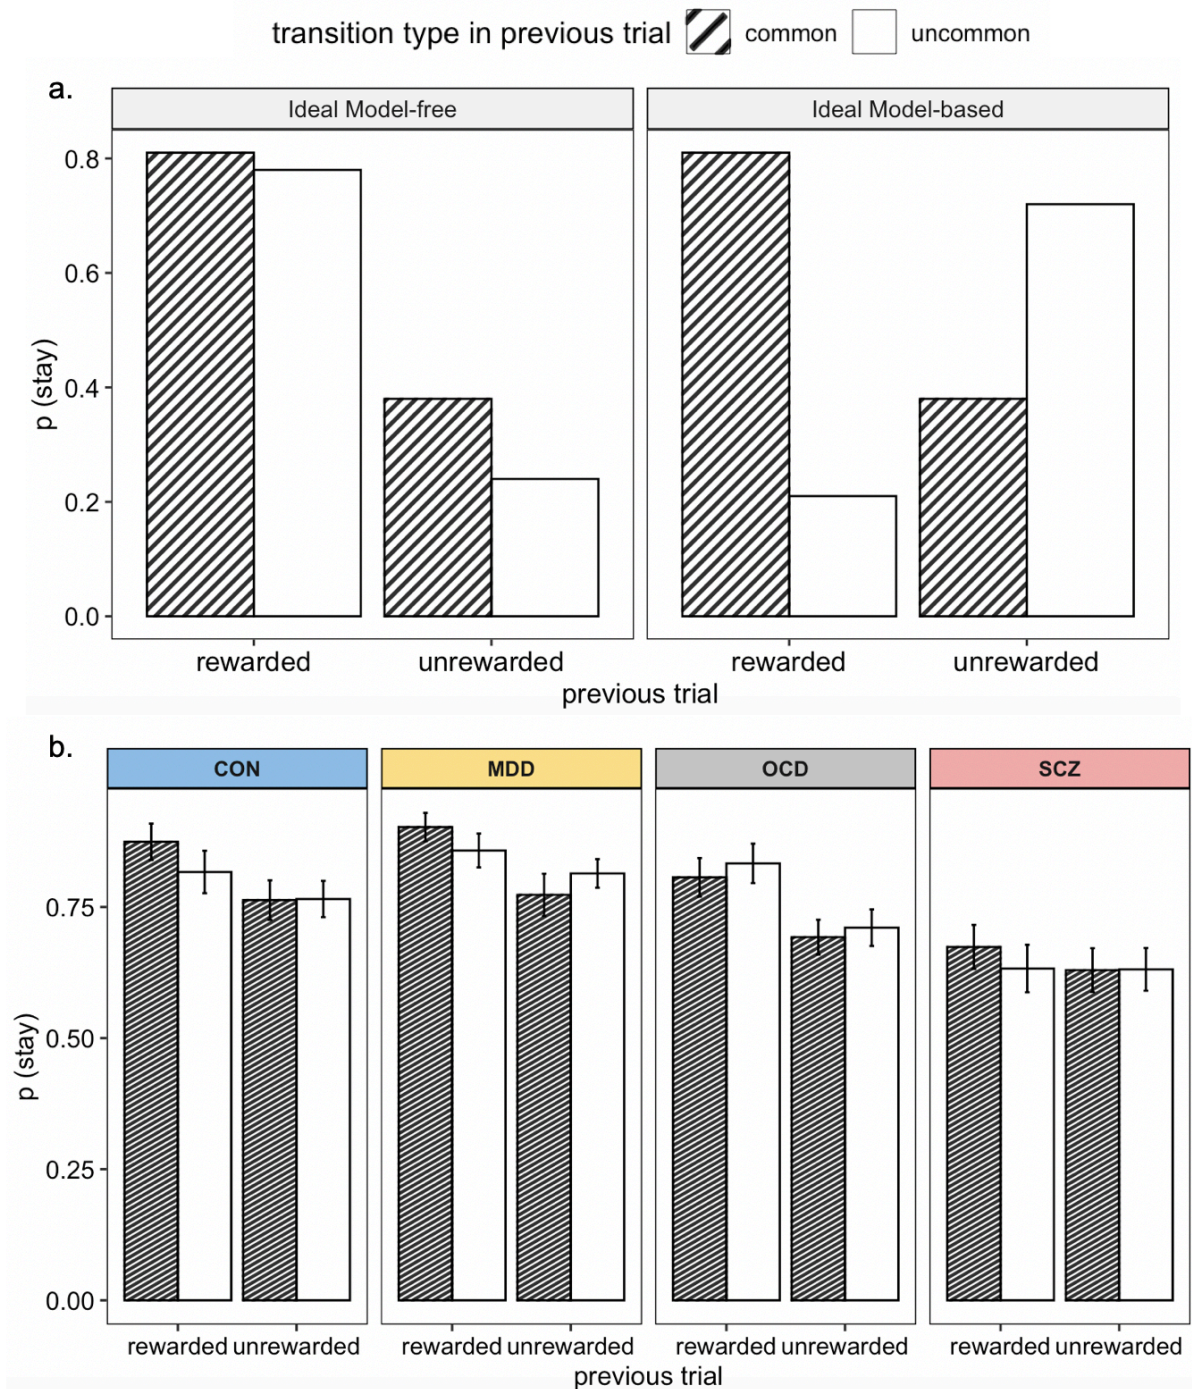 transition type in previous trial common uncommon
a.
Ideal Model-free Ideal Model-based
0.8
0.6
0.4
0.2
0.0
p (stay)
rewarded unrewarded rewarded unrewarded
previous trial
b.
CON MDD OCD SCZ
0.75
0.50
0.25
0.00
p (stay)
rewarded unrewarded rewarded unrewarded rewarded unrewarded rewarded unrewarded
previous trial